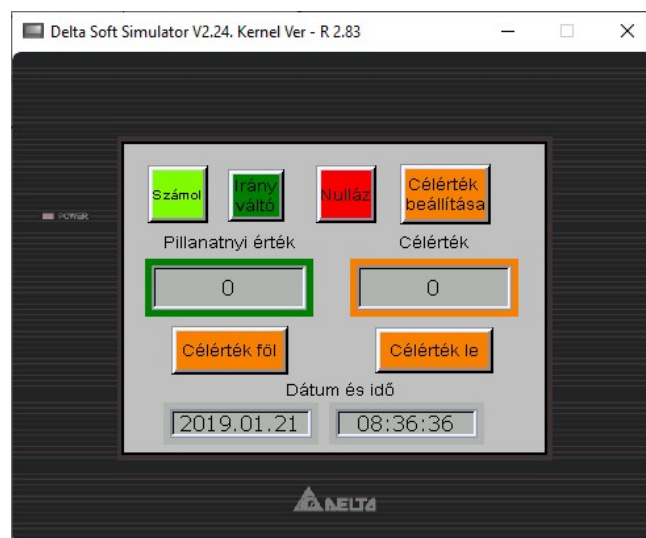 Delta Soft Simulator V2.24. Kernel Ver - R 2.83
Számol
Irány
váltó
Nulláz
Célérték
beállítása
POWER
Pillanatnyi érték
Célérték
0
0
Célérték föl
Célérték le
Dátum és idő
2019.01.21
08:36:36
DELTA